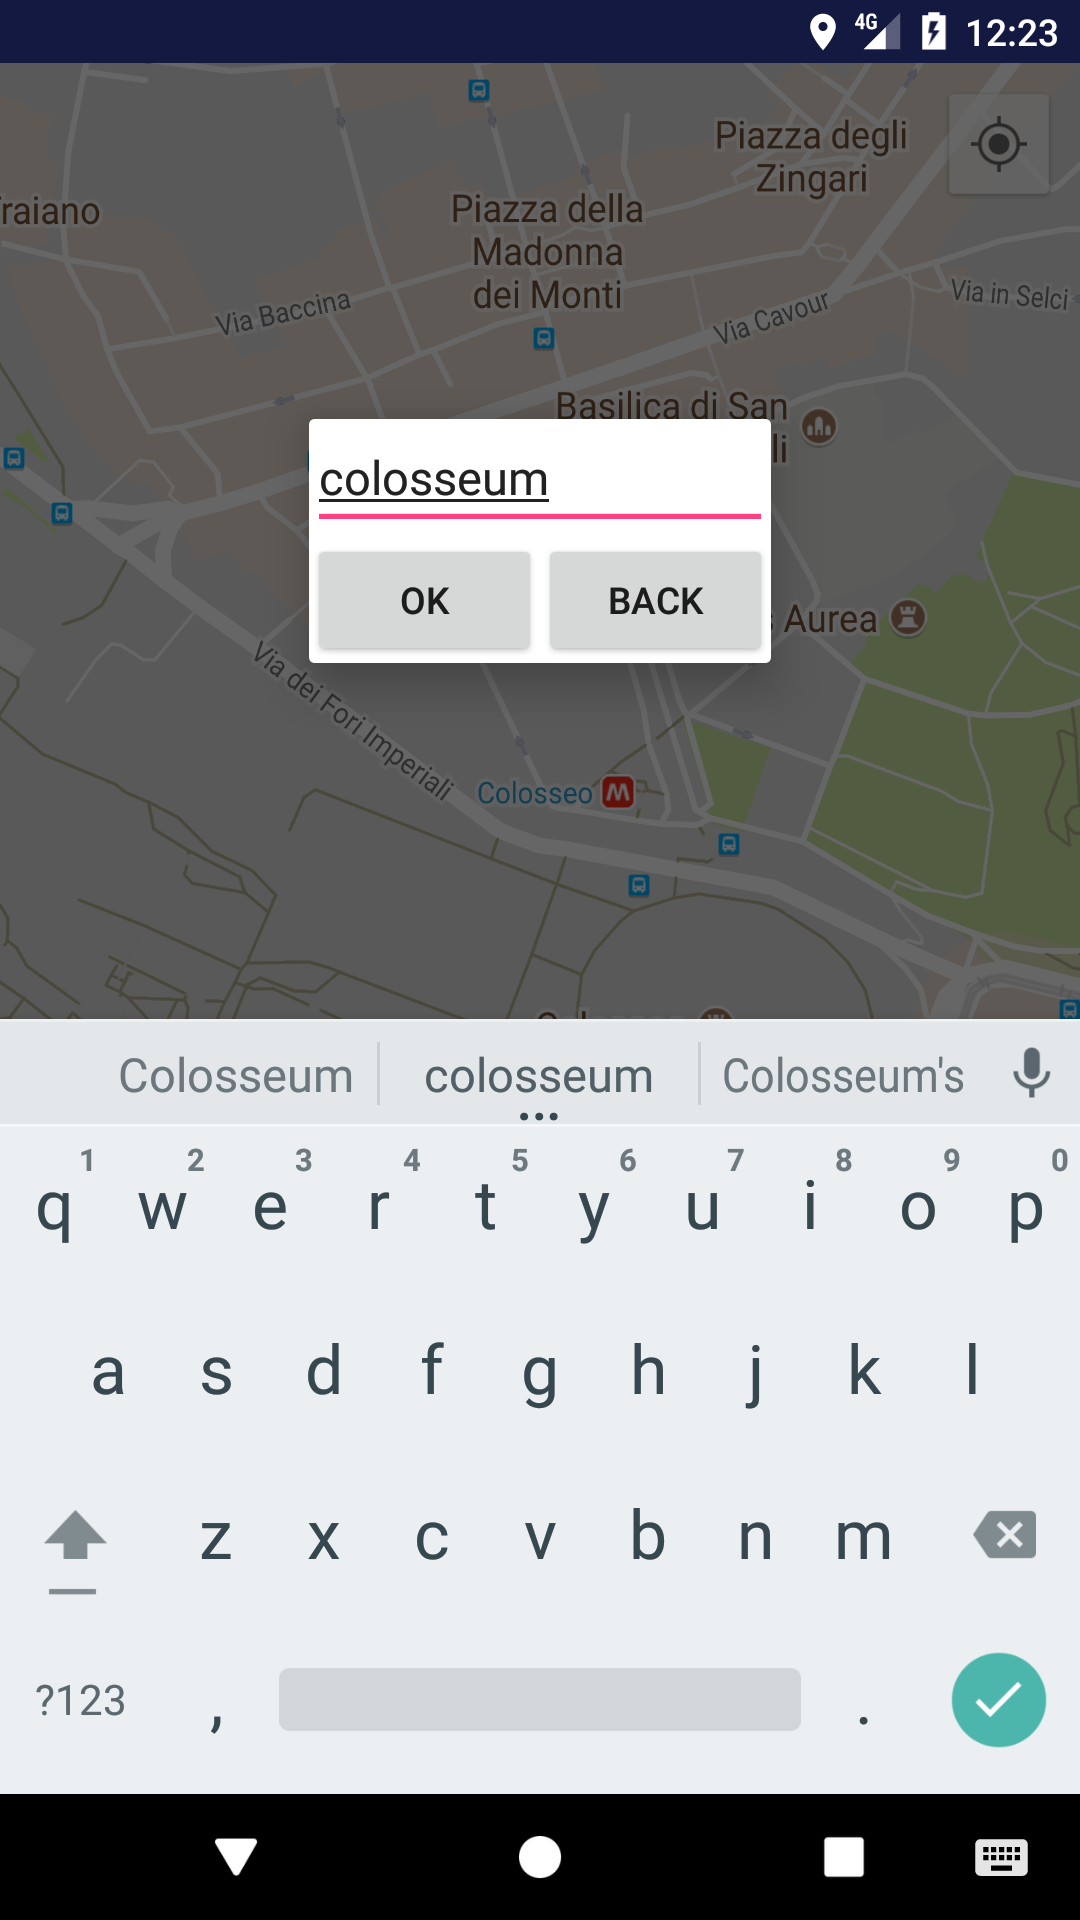 4G 12:23
Piazza degli
Zingari
raiano
Piazza della
Madonna
dei Monti
Via Baccina
Via Cavour
Via in Selci
Basilica di San
li
colosseum
OK BACK
s Aurea
Via dei Fori Imperiali
Colosseo M
Colosseum colosseum Colosseum's
1 2 3 4 5 6 7 8 9 0
q w e r t y u i o p
a s d f g h j k l
z x c v b n m
?123 , .